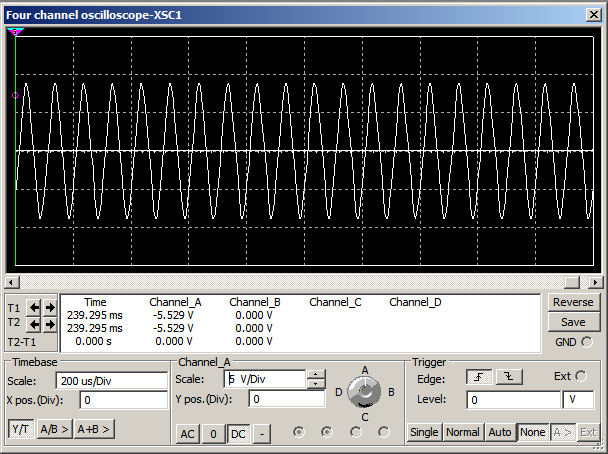 Four channel oscilloscope-XSC1
Time Channel_A Channel_B Channel_C Channel_D
T1 239.295 ms -5.529 V 0.000 V
T2 239.295 ms -5.529 V 0.000 V
T2-T1 0.000 s 0.000 V 0.000 V
Reverse
Save
GND
Timebase
Scale: 200 us/Div
X pos.(Div): 0
Y/T A/B > A+B >
Channel_A
Scale: 5 V/Div
Y pos.(Div): 0
AC 0 DC -
A
D B
C
Trigger
Edge: Ext
Level: 0 V
Single Normal Auto None A > Ext